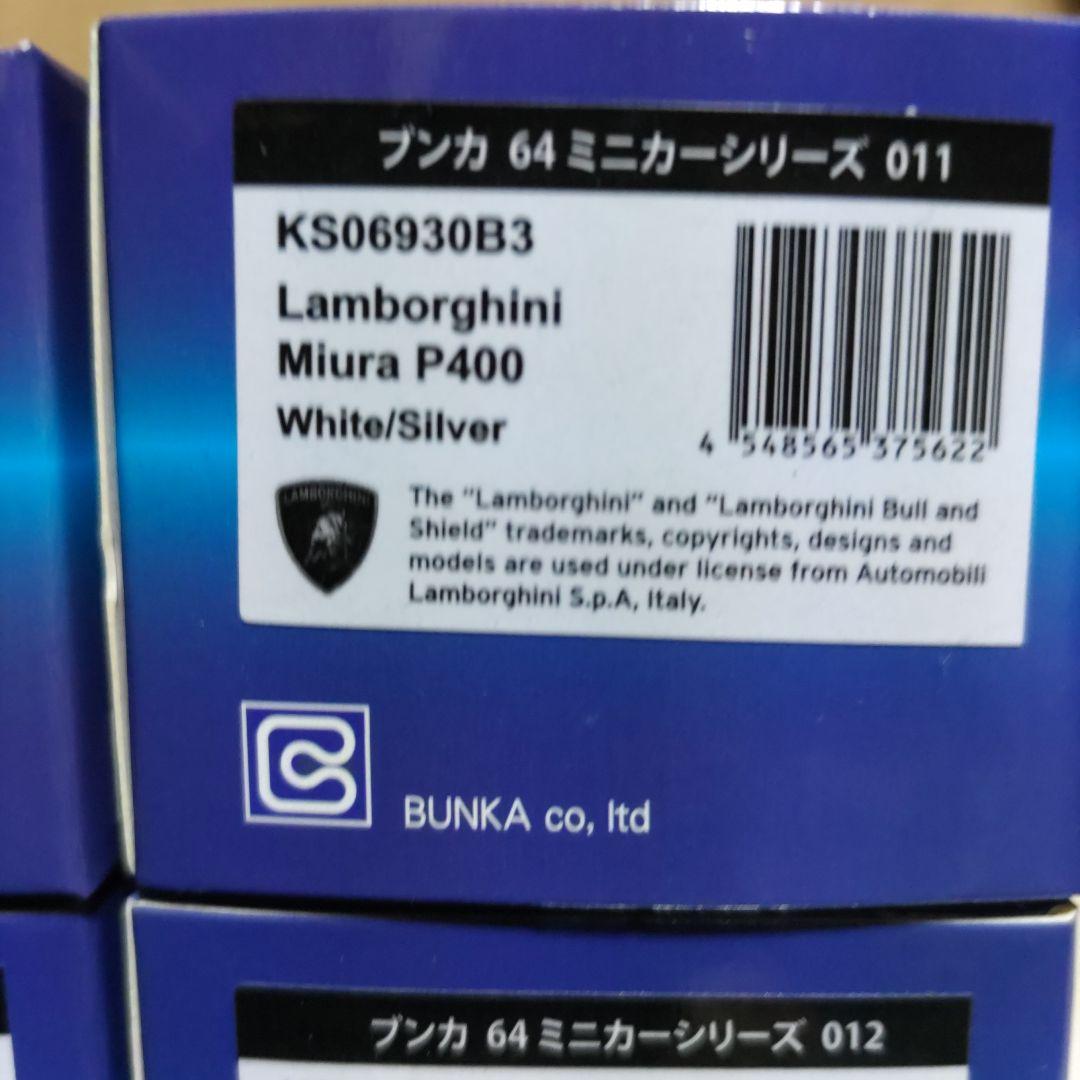 ブンカ 64 ミニカーシリーズ 011
KS06930B3
Lamborghini
Miura P400
White/Silver
4 548565 375622
LAMBORGHINI
The "Lamborghini" and "Lamborghini Bull and
Shield" trademarks, copyrights, designs and
models are used under license from Automobili
Lamborghini S.p.A, Italy.
BUNKA co, ltd
ブンカ 64 ミニカーシリーズ 012